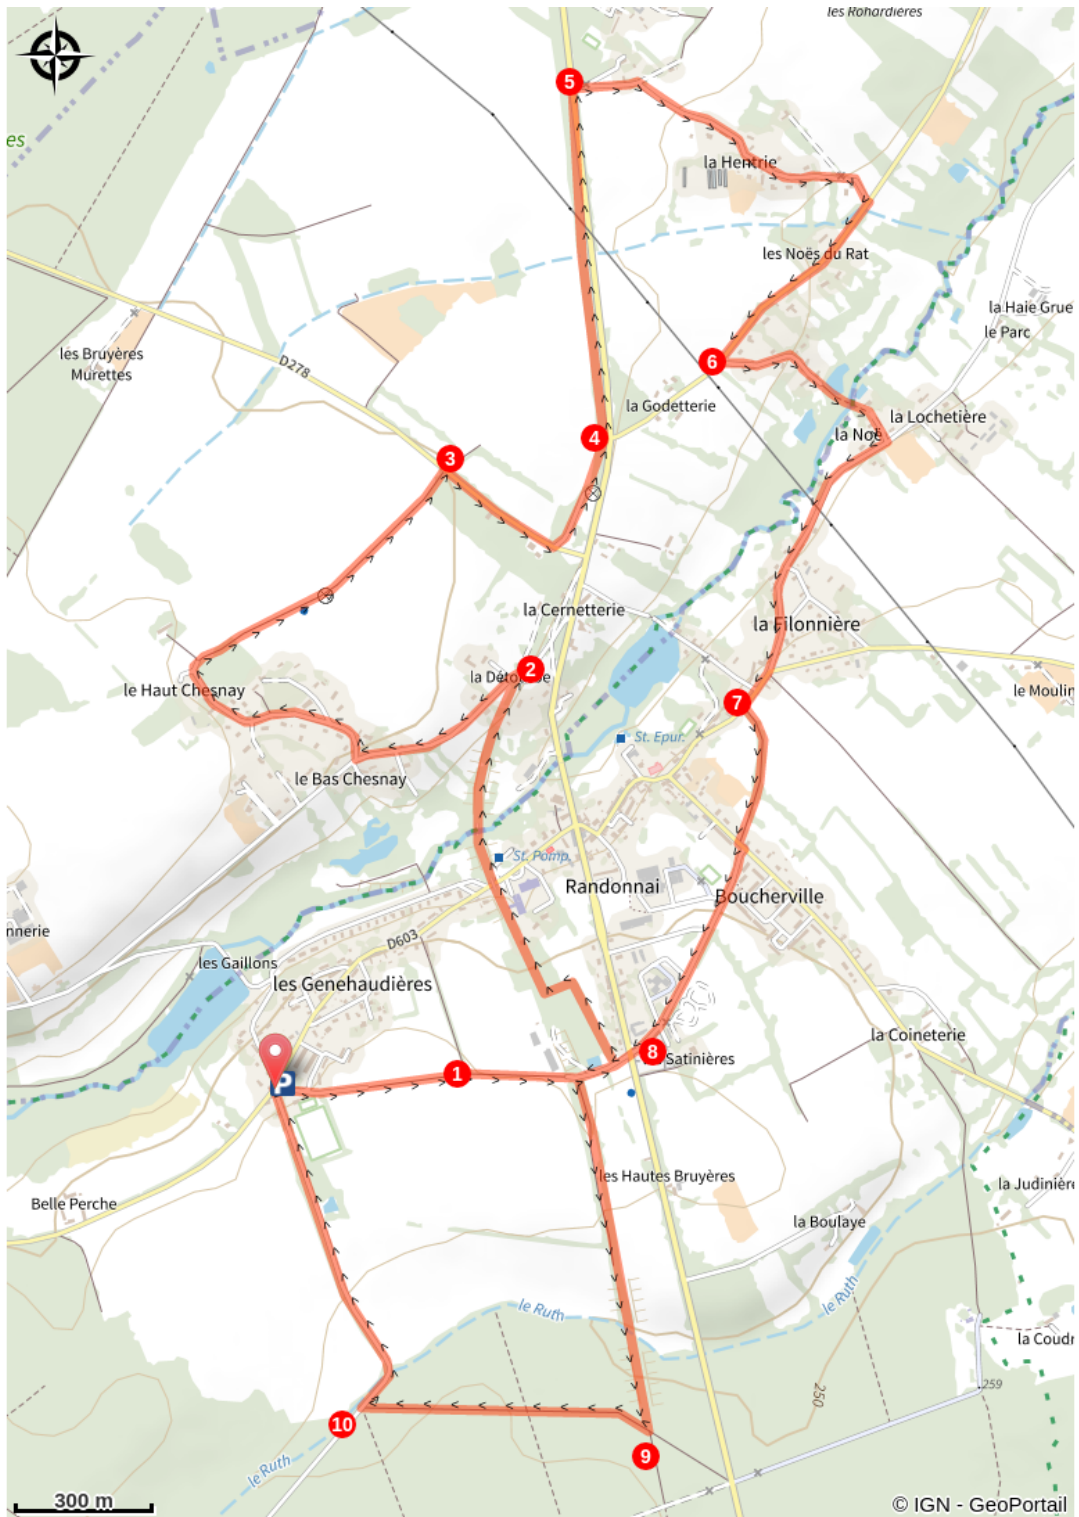 les Rohardières
5
es
la Hentrie
les Noës du Rat
la Haie Grue
le Parc
les Bruyères
Murettes
D278
6
la Godetterie
la Lochetière
4
la Noë
3
la Cernetterie
la Filonnière
2
le Haut Chesnay
le Moulin
7
St. Epur.
le Bas Chesnay
St. Pomp.
Randonnai
Boucherville
nnerie
D603
les Gaillons
les Genehaudières
la Coineterie
8
Satinières
1
P
les Hautes Bruyères
la Judinière
Belle Perche
la Boulaye
le Ruth
le Ruth
la Coudr
259
250
10
9
le Ruth
300 m
© IGN - GeoPortail